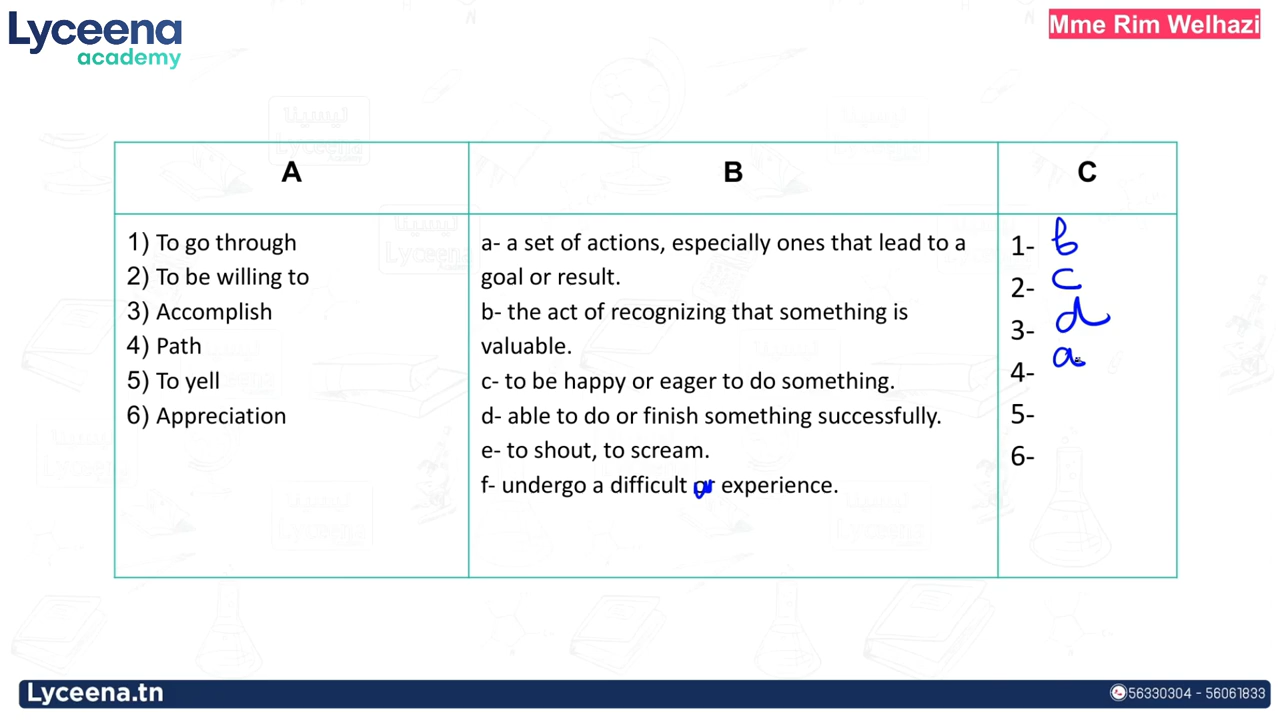 Lyceena
academy
Mme Rim Welhazi
A
B
C
1) To go through
2) To be willing to
3) Accomplish
4) Path
5) To yell
6) Appreciation
a- a set of actions, especially ones that lead to a
goal or result.
b- the act of recognizing that something is
valuable.
c- to be happy or eager to do something.
d- able to do or finish something successfully.
e- to shout, to scream.
f- undergo a difficult or experience.
1- b
2- c
3- d
4- a
5-
6-
Lyceena.tn
56330304 - 56061833